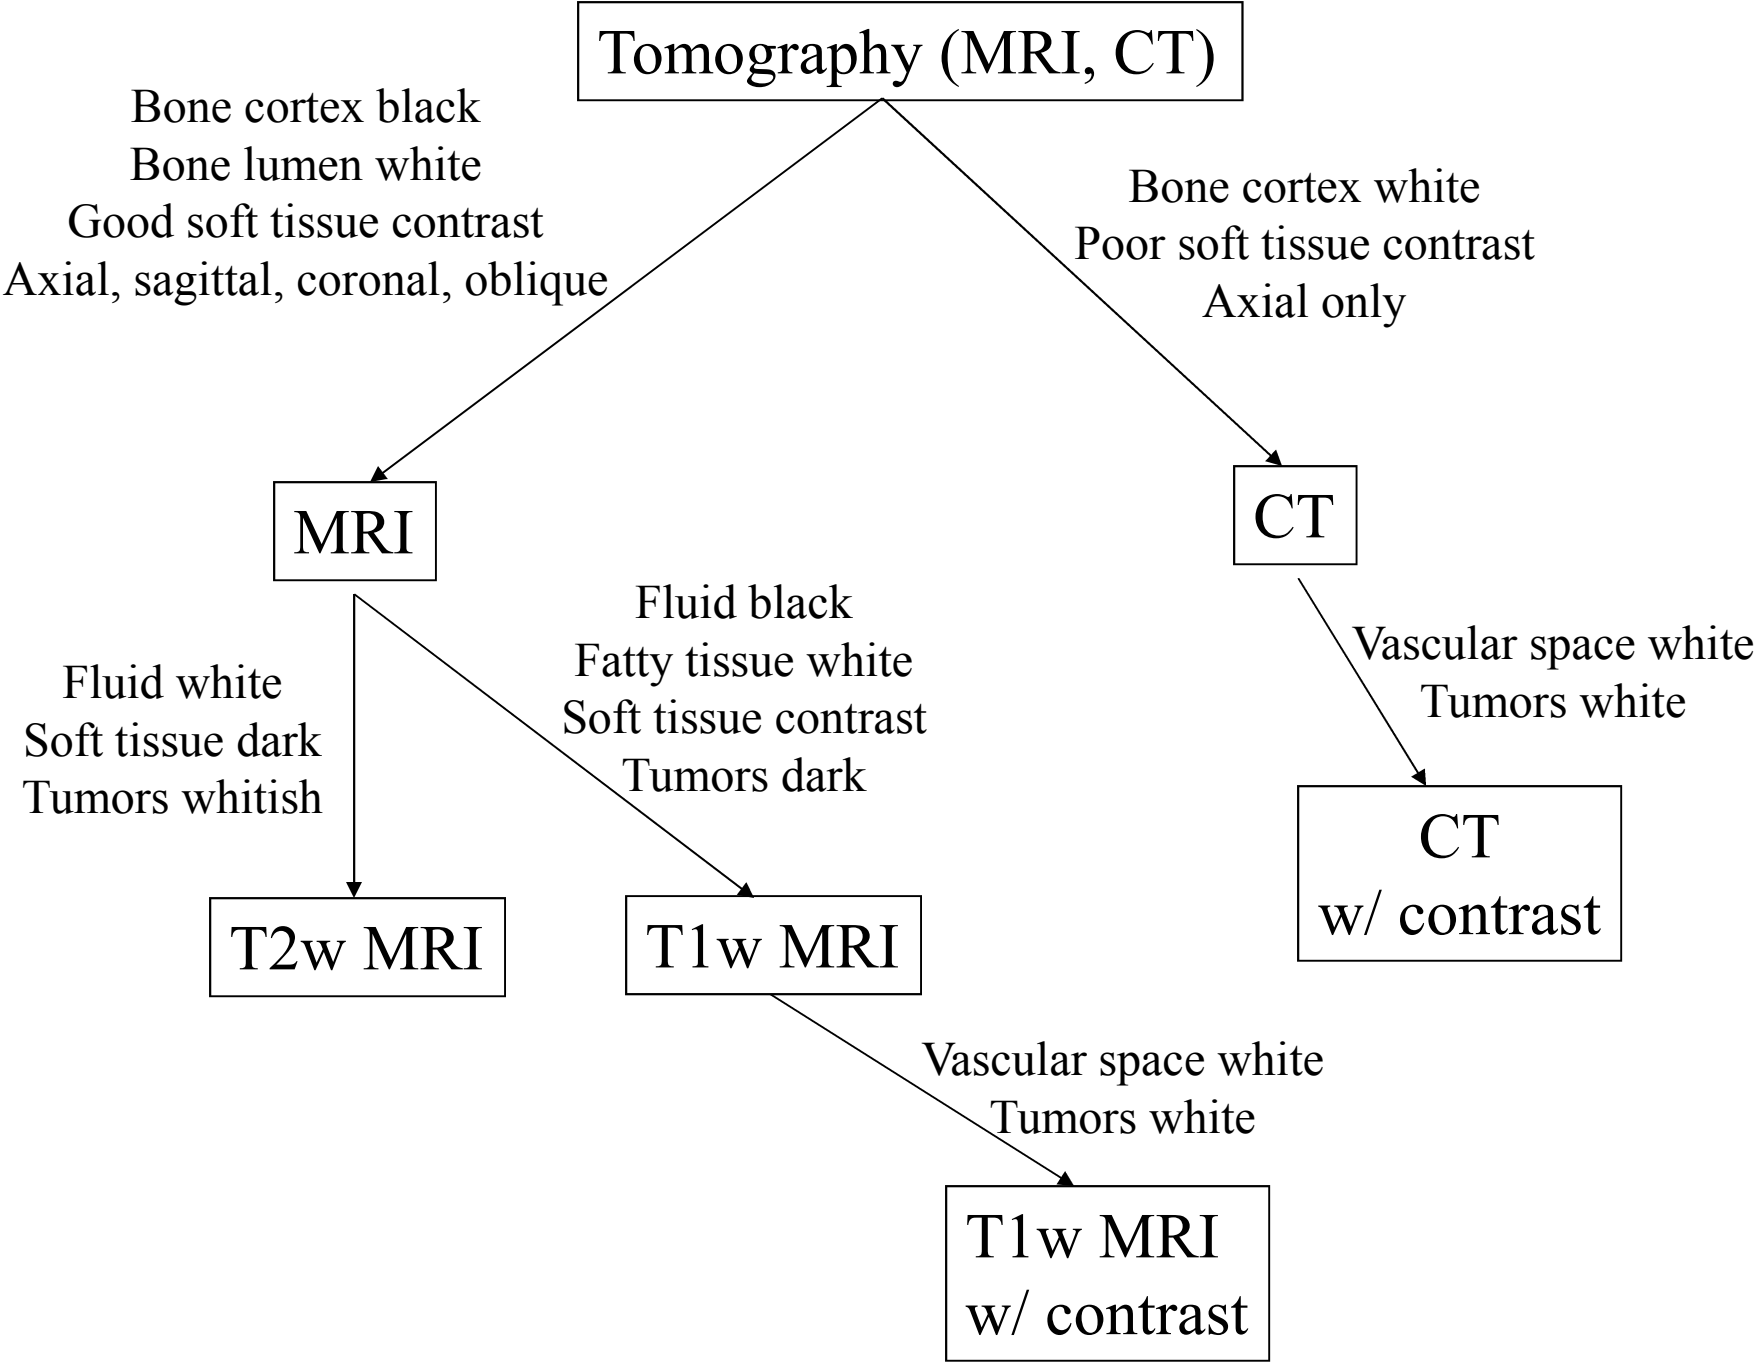 Tomography (MRI, CT)
Bone cortex black
Bone lumen white
Good soft tissue contrast
Axial, sagittal, coronal, oblique
Bone cortex white
Poor soft tissue contrast
Axial only
MRI
CT
Fluid white
Soft tissue dark
Tumors whitish
Fluid black
Fatty tissue white
Soft tissue contrast
Tumors dark
Vascular space white
Tumors white
T2w MRI
T1w MRI
CT
w/ contrast
Vascular space white
Tumors white
T1w MRI
w/ contrast